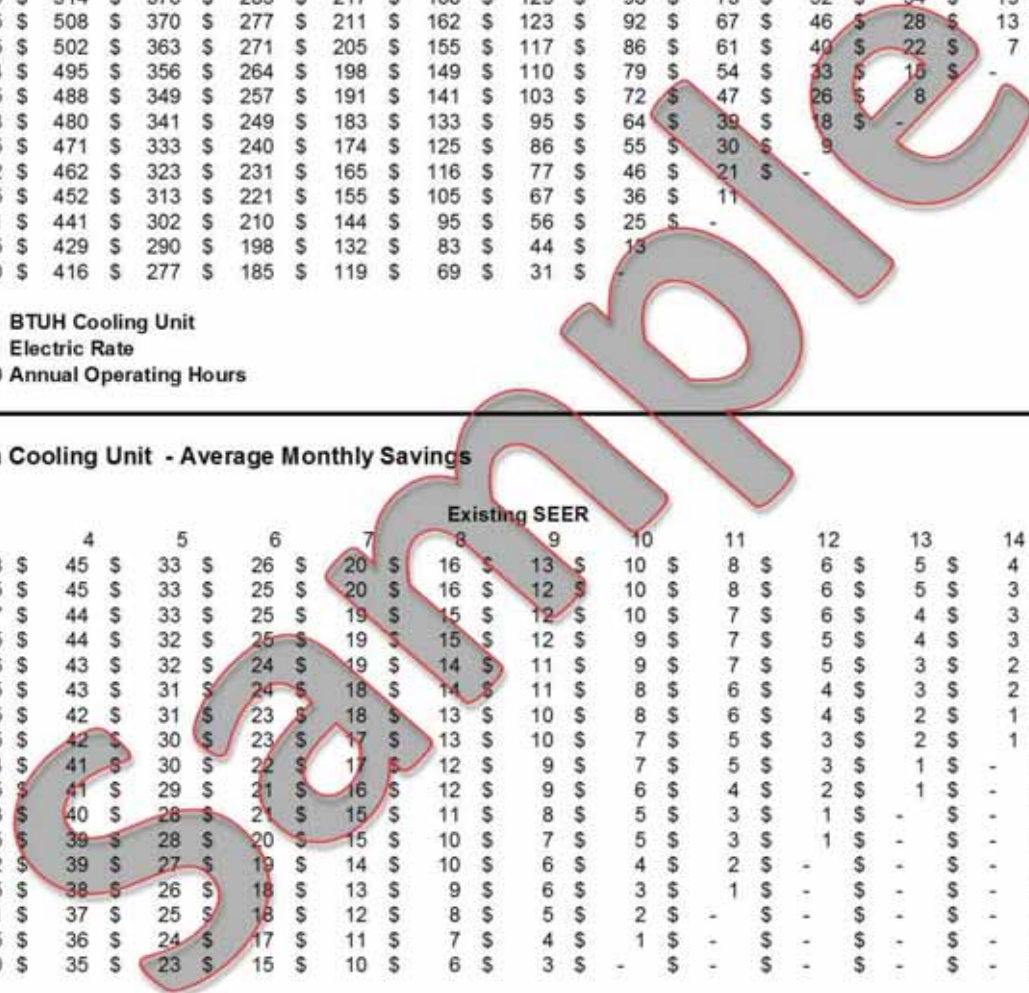 $ 508 $ 370 $ 277 $ 211 $ 162 $ 123 $ 92 $ 67 $ 46 $ 28 $ 13
$ 502 $ 363 $ 271 $ 205 $ 155 $ 117 $ 86 $ 61 $ 40 $ 22 $ 7
$ 495 $ 356 $ 264 $ 198 $ 149 $ 110 $ 79 $ 54 $ 33 $ 15 $ -
$ 488 $ 349 $ 257 $ 191 $ 141 $ 103 $ 72 $ 47 $ 26 $ 8
$ 480 $ 341 $ 249 $ 183 $ 133 $ 95 $ 64 $ 39 $ 18 $ -
$ 471 $ 333 $ 240 $ 174 $ 125 $ 86 $ 55 $ 30 $ 9
$ 462 $ 323 $ 231 $ 165 $ 116 $ 77 $ 46 $ 21 $ -
$ 452 $ 313 $ 221 $ 155 $ 105 $ 67 $ 36 $ 11
$ 441 $ 302 $ 210 $ 144 $ 95 $ 56 $ 25 $ -
$ 429 $ 290 $ 198 $ 132 $ 83 $ 44 $ 13
$ 416 $ 277 $ 185 $ 119 $ 69 $ 31 $ -
BTUH Cooling Unit
Electric Rate
Annual Operating Hours
Cooling Unit - Average Monthly Savings
Existing SEER
4 5 6 7 8 9 10 11 12 13 14
$ 45 $ 33 $ 26 $ 20 $ 16 $ 13 $ 10 $ 8 $ 6 $ 5 $ 4
$ 45 $ 33 $ 25 $ 20 $ 16 $ 12 $ 10 $ 8 $ 6 $ 5 $ 3
$ 44 $ 33 $ 25 $ 19 $ 15 $ 12 $ 10 $ 7 $ 6 $ 4 $ 3
$ 44 $ 32 $ 25 $ 19 $ 15 $ 12 $ 9 $ 7 $ 5 $ 4 $ 3
$ 43 $ 32 $ 24 $ 19 $ 14 $ 11 $ 9 $ 7 $ 5 $ 3 $ 2
$ 43 $ 31 $ 24 $ 18 $ 14 $ 11 $ 8 $ 6 $ 4 $ 3 $ 2
$ 42 $ 31 $ 23 $ 18 $ 13 $ 10 $ 8 $ 6 $ 4 $ 2 $ 1
$ 42 $ 30 $ 23 $ 17 $ 13 $ 10 $ 7 $ 5 $ 3 $ 2 $ 1
$ 41 $ 30 $ 22 $ 17 $ 12 $ 9 $ 7 $ 5 $ 3 $ 1 $ -
$ 41 $ 29 $ 21 $ 16 $ 12 $ 9 $ 6 $ 4 $ 2 $ 1 $ -
$ 40 $ 28 $ 21 $ 15 $ 11 $ 8 $ 5 $ 3 $ 1 $ - $ -
$ 39 $ 28 $ 20 $ 15 $ 10 $ 7 $ 5 $ 3 $ 1 $ - $ -
$ 39 $ 27 $ 19 $ 14 $ 10 $ 6 $ 4 $ 2 $ - $ - $ -
$ 38 $ 26 $ 18 $ 13 $ 9 $ 6 $ 3 $ 1 $ - $ - $ -
$ 37 $ 25 $ 18 $ 12 $ 8 $ 5 $ 2 $ - $ - $ - $ -
$ 36 $ 24 $ 17 $ 11 $ 7 $ 4 $ 1 $ - $ - $ - $ -
$ 35 $ 23 $ 15 $ 10 $ 6 $ 3 $ - $ - $ - $ - $ -
Sample